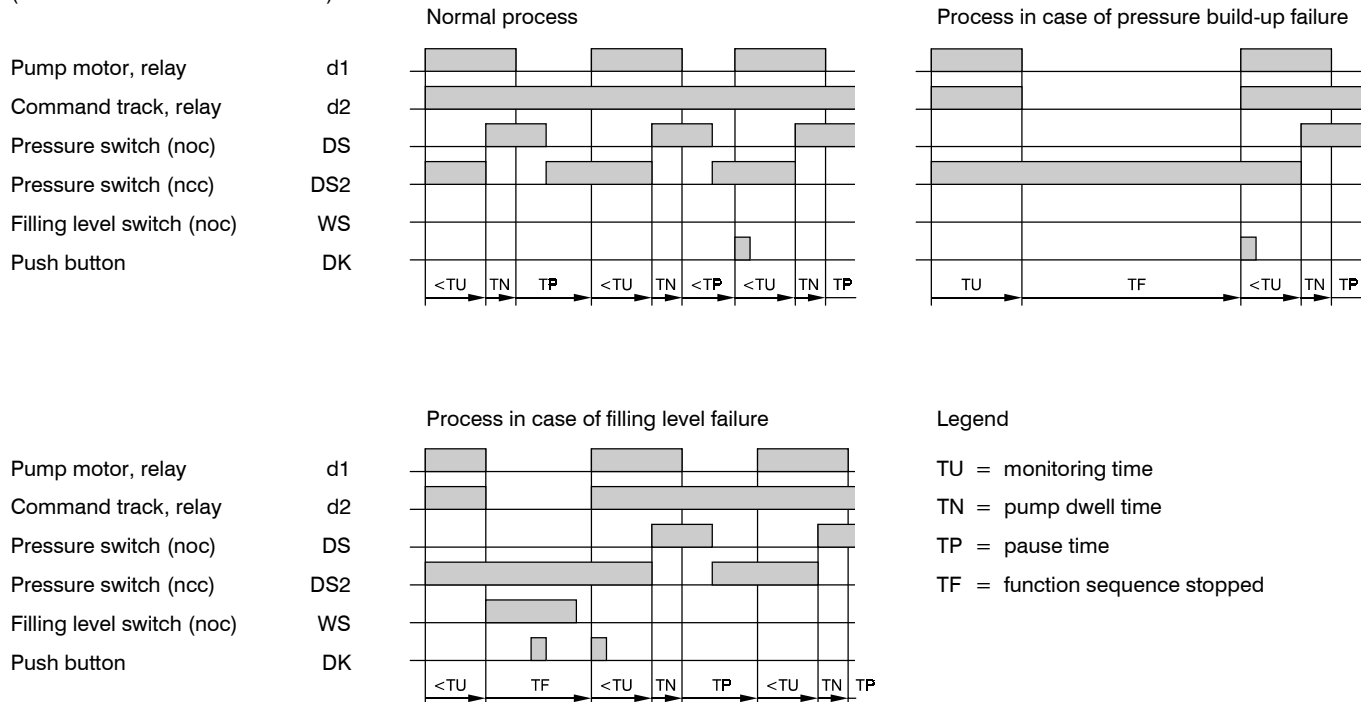 Normal process
Process in case of pressure build-up failure
Pump motor, relay d1
Command track, relay d2
Pressure switch (noc) DS
Pressure switch (ncc) DS2
Filling level switch (noc) WS
Push button DK
<TU TN TP <TU TN <TP <TU TN TP
TU TF <TU TN TP
Process in case of filling level failure
Pump motor, relay d1
Command track, relay d2
Pressure switch (noc) DS
Pressure switch (ncc) DS2
Filling level switch (noc) WS
Push button DK
<TU TF <TU TN TP <TU TN TP
Legend
TU = monitoring time
TN = pump dwell time
TP = pause time
TF = function sequence stopped